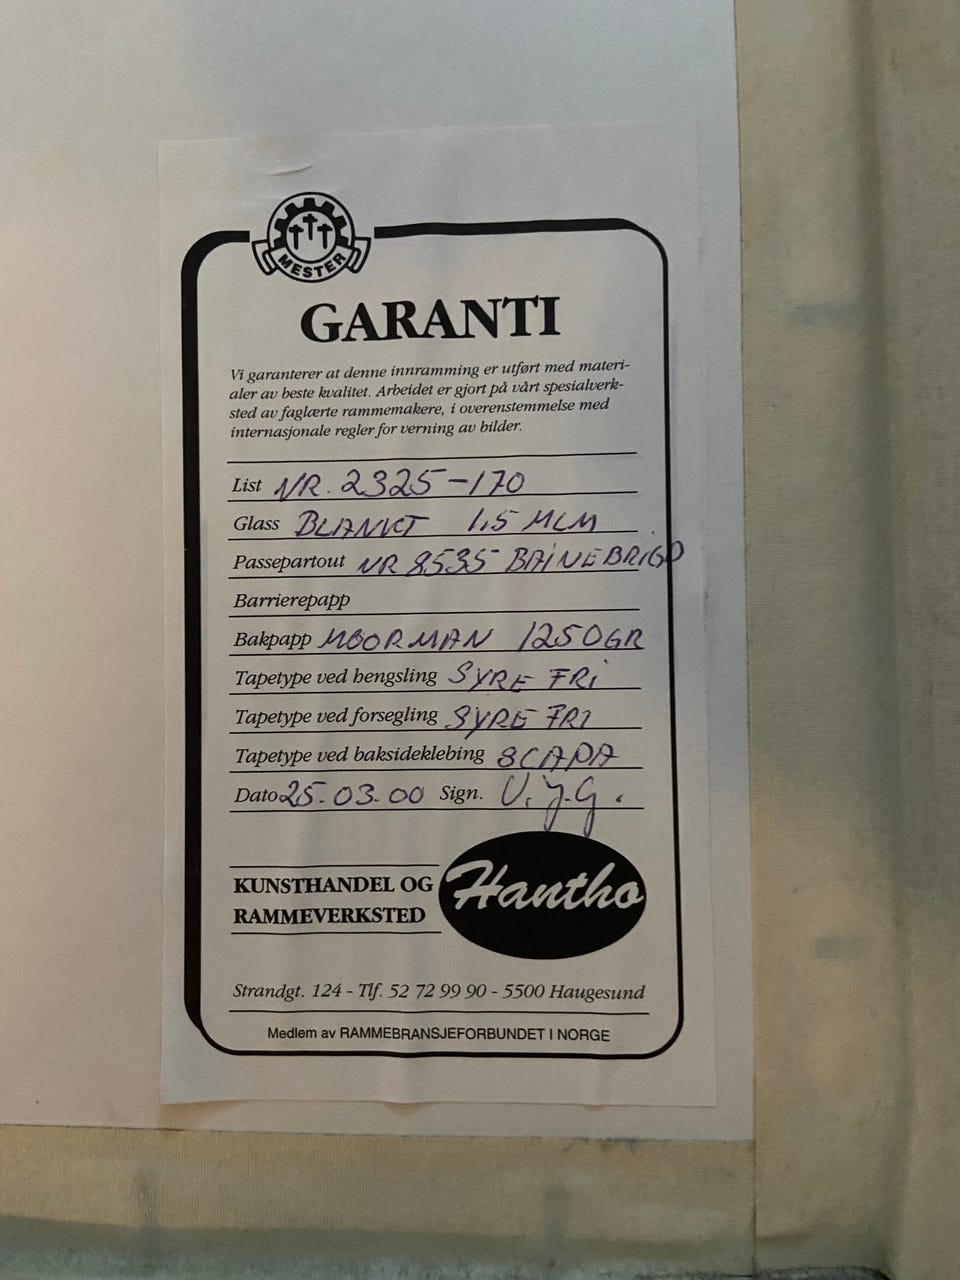 MESTER
GARANTI
Vi garanterer at denne innramming er utført med materi-
aler av beste kvalitet. Arbeidet er gjort på vårt spesialverk-
sted av faglærte rammemakere, i overenstemmelse med
internasjonale regler for verning av bilder.
List NR. 2325-170
Glass BLANKT 1,5 MLM
Passepartout NR 8535 BAINEBRIGD
Barrierepapp
Bakpapp MOORMAN 1250GR
Tapetype ved hengsling SYRE FRI
Tapetype ved forsegling SYRE FRI
Tapetype ved baksideklebing SCAPA
Dato 25.03.00 Sign. V.J.G.
KUNSTHANDEL OG
RAMMEVERKSTED
Hantho
Strandgt. 124 - Tlf. 52 72 99 90 - 5500 Haugesund
Medlem av RAMMEBRANSJEFORBUNDET I NORGE